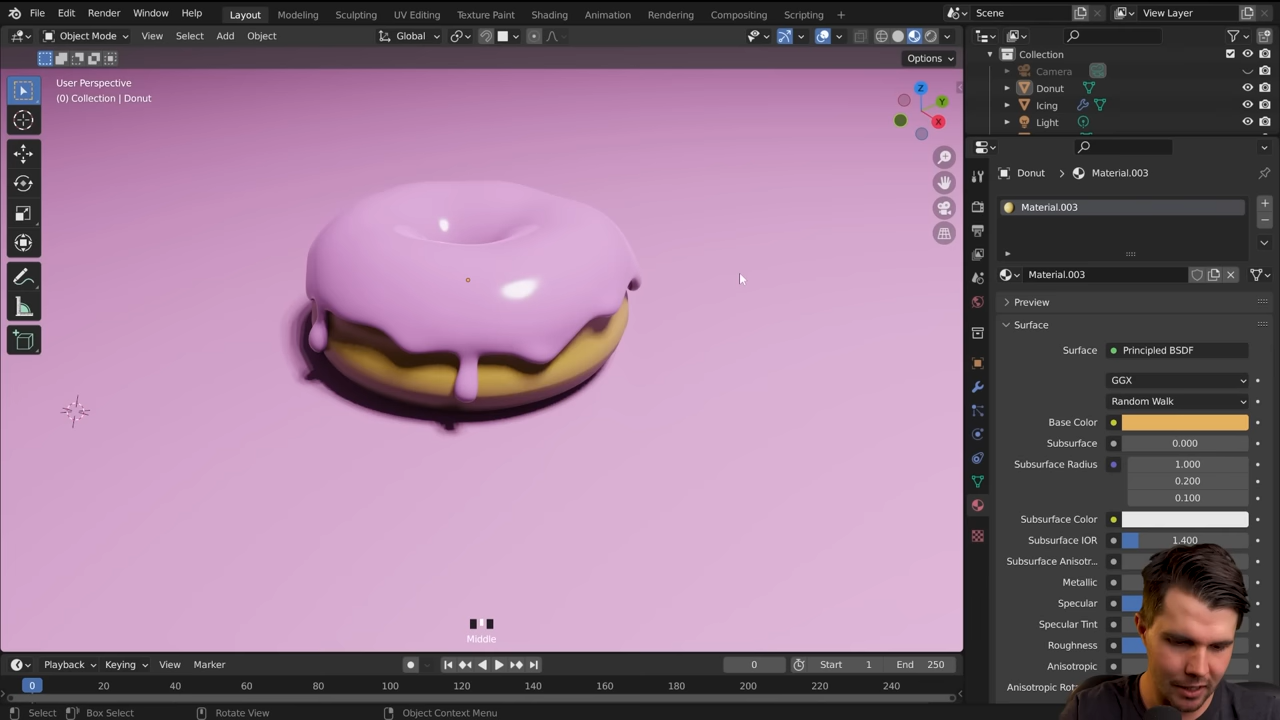 File Edit Render Window Help
Layout Modeling Sculpting UV Editing Texture Paint Shading Animation Rendering Compositing Scripting +
Scene
View Layer
Object Mode View Select Add Object
Global
Options
User Perspective
(0) Collection | Donut
Z
Y
X
Collection
Camera
Donut
Icing
Light
Donut > Material.003
Material.003
Material.003
Preview
Surface
Surface Principled BSDF
GGX
Random Walk
Base Color
Subsurface 0.000
Subsurface Radius 1.000
0.200
0.100
Subsurface Color
Subsurface IOR 1.400
Subsurface Anisotr...
Metallic
Specular
Specular Tint
Roughness
Anisotropic
Anisotropic Rota
Middle
Playback Keying View Marker
0
Start 1
End 250
0 20 40 60 80 100 120 140 160 180 200 220 240
Select Box Select Rotate View Object Context Menu